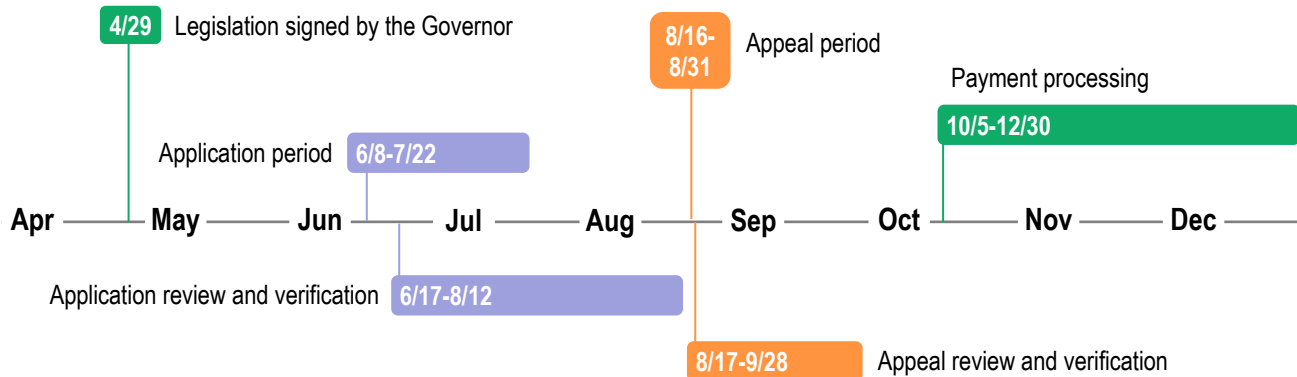 4/29 Legislation signed by the Governor
8/16-
8/31
Appeal period
Payment processing
10/5-12/30
Application period 6/8-7/22
Apr May Jun Jul Aug Sep Oct Nov Dec
Application review and verification 6/17-8/12
8/17-9/28 Appeal review and verification